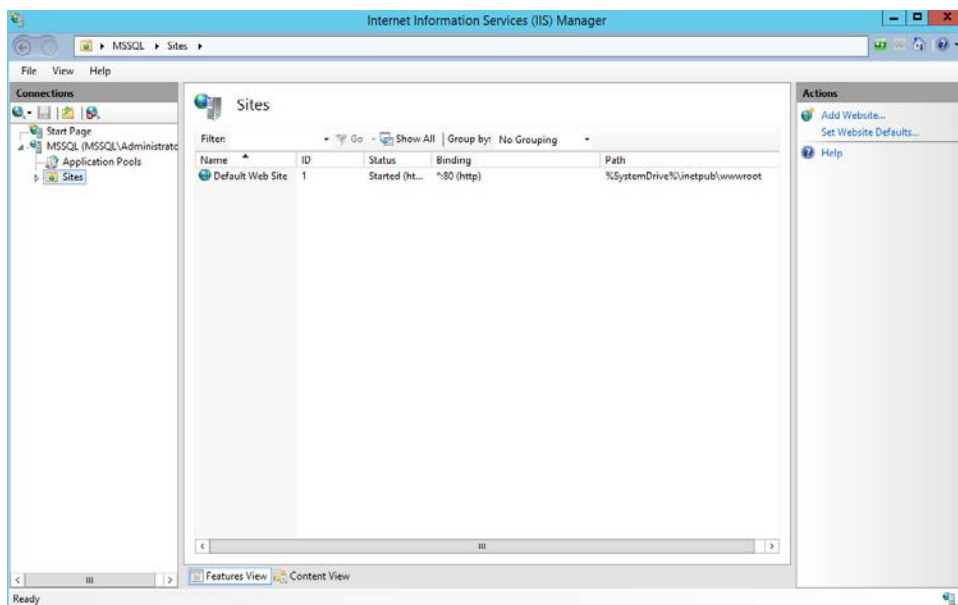 Internet Information Services (IIS) Manager
MSSQL Sites
File View Help
Connections
Start Page
MSSQL (MSSQL\Administrato
Application Pools
Sites
Sites
Filter: Go Show All Group by: No Grouping
Name ID Status Binding Path
Default Web Site 1 Started (ht... *:80 (http) %SystemDrive%\inetpub\wwwroot
Features View Content View
Actions
Add Website...
Set Website Defaults...
Help
Ready